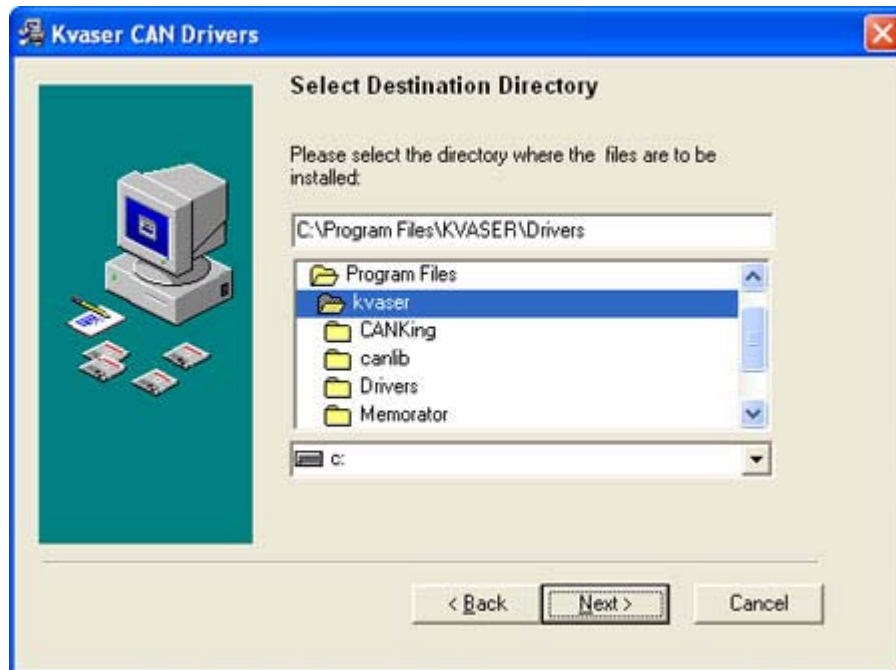 Kvaser CAN Drivers
Select Destination Directory
Please select the directory where the files are to be
installed:
C:\Program Files\KVASER\Drivers
Program Files
kvaser
CANKing
canlib
Drivers
Memorator
c:
< Back
Next >
Cancel